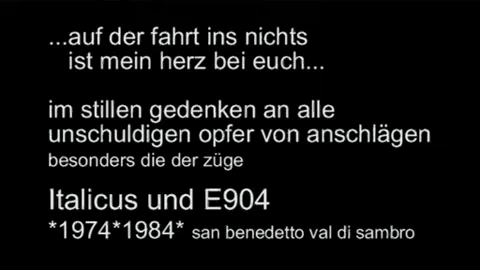 ...auf der fahrt ins nichts
ist mein herz bei euch...
im stillen gedenken an alle
unschuldigen opfer von anschlägen
besonders die der züge
Italicus und E904
*1974*1984* san benedetto val di sambro